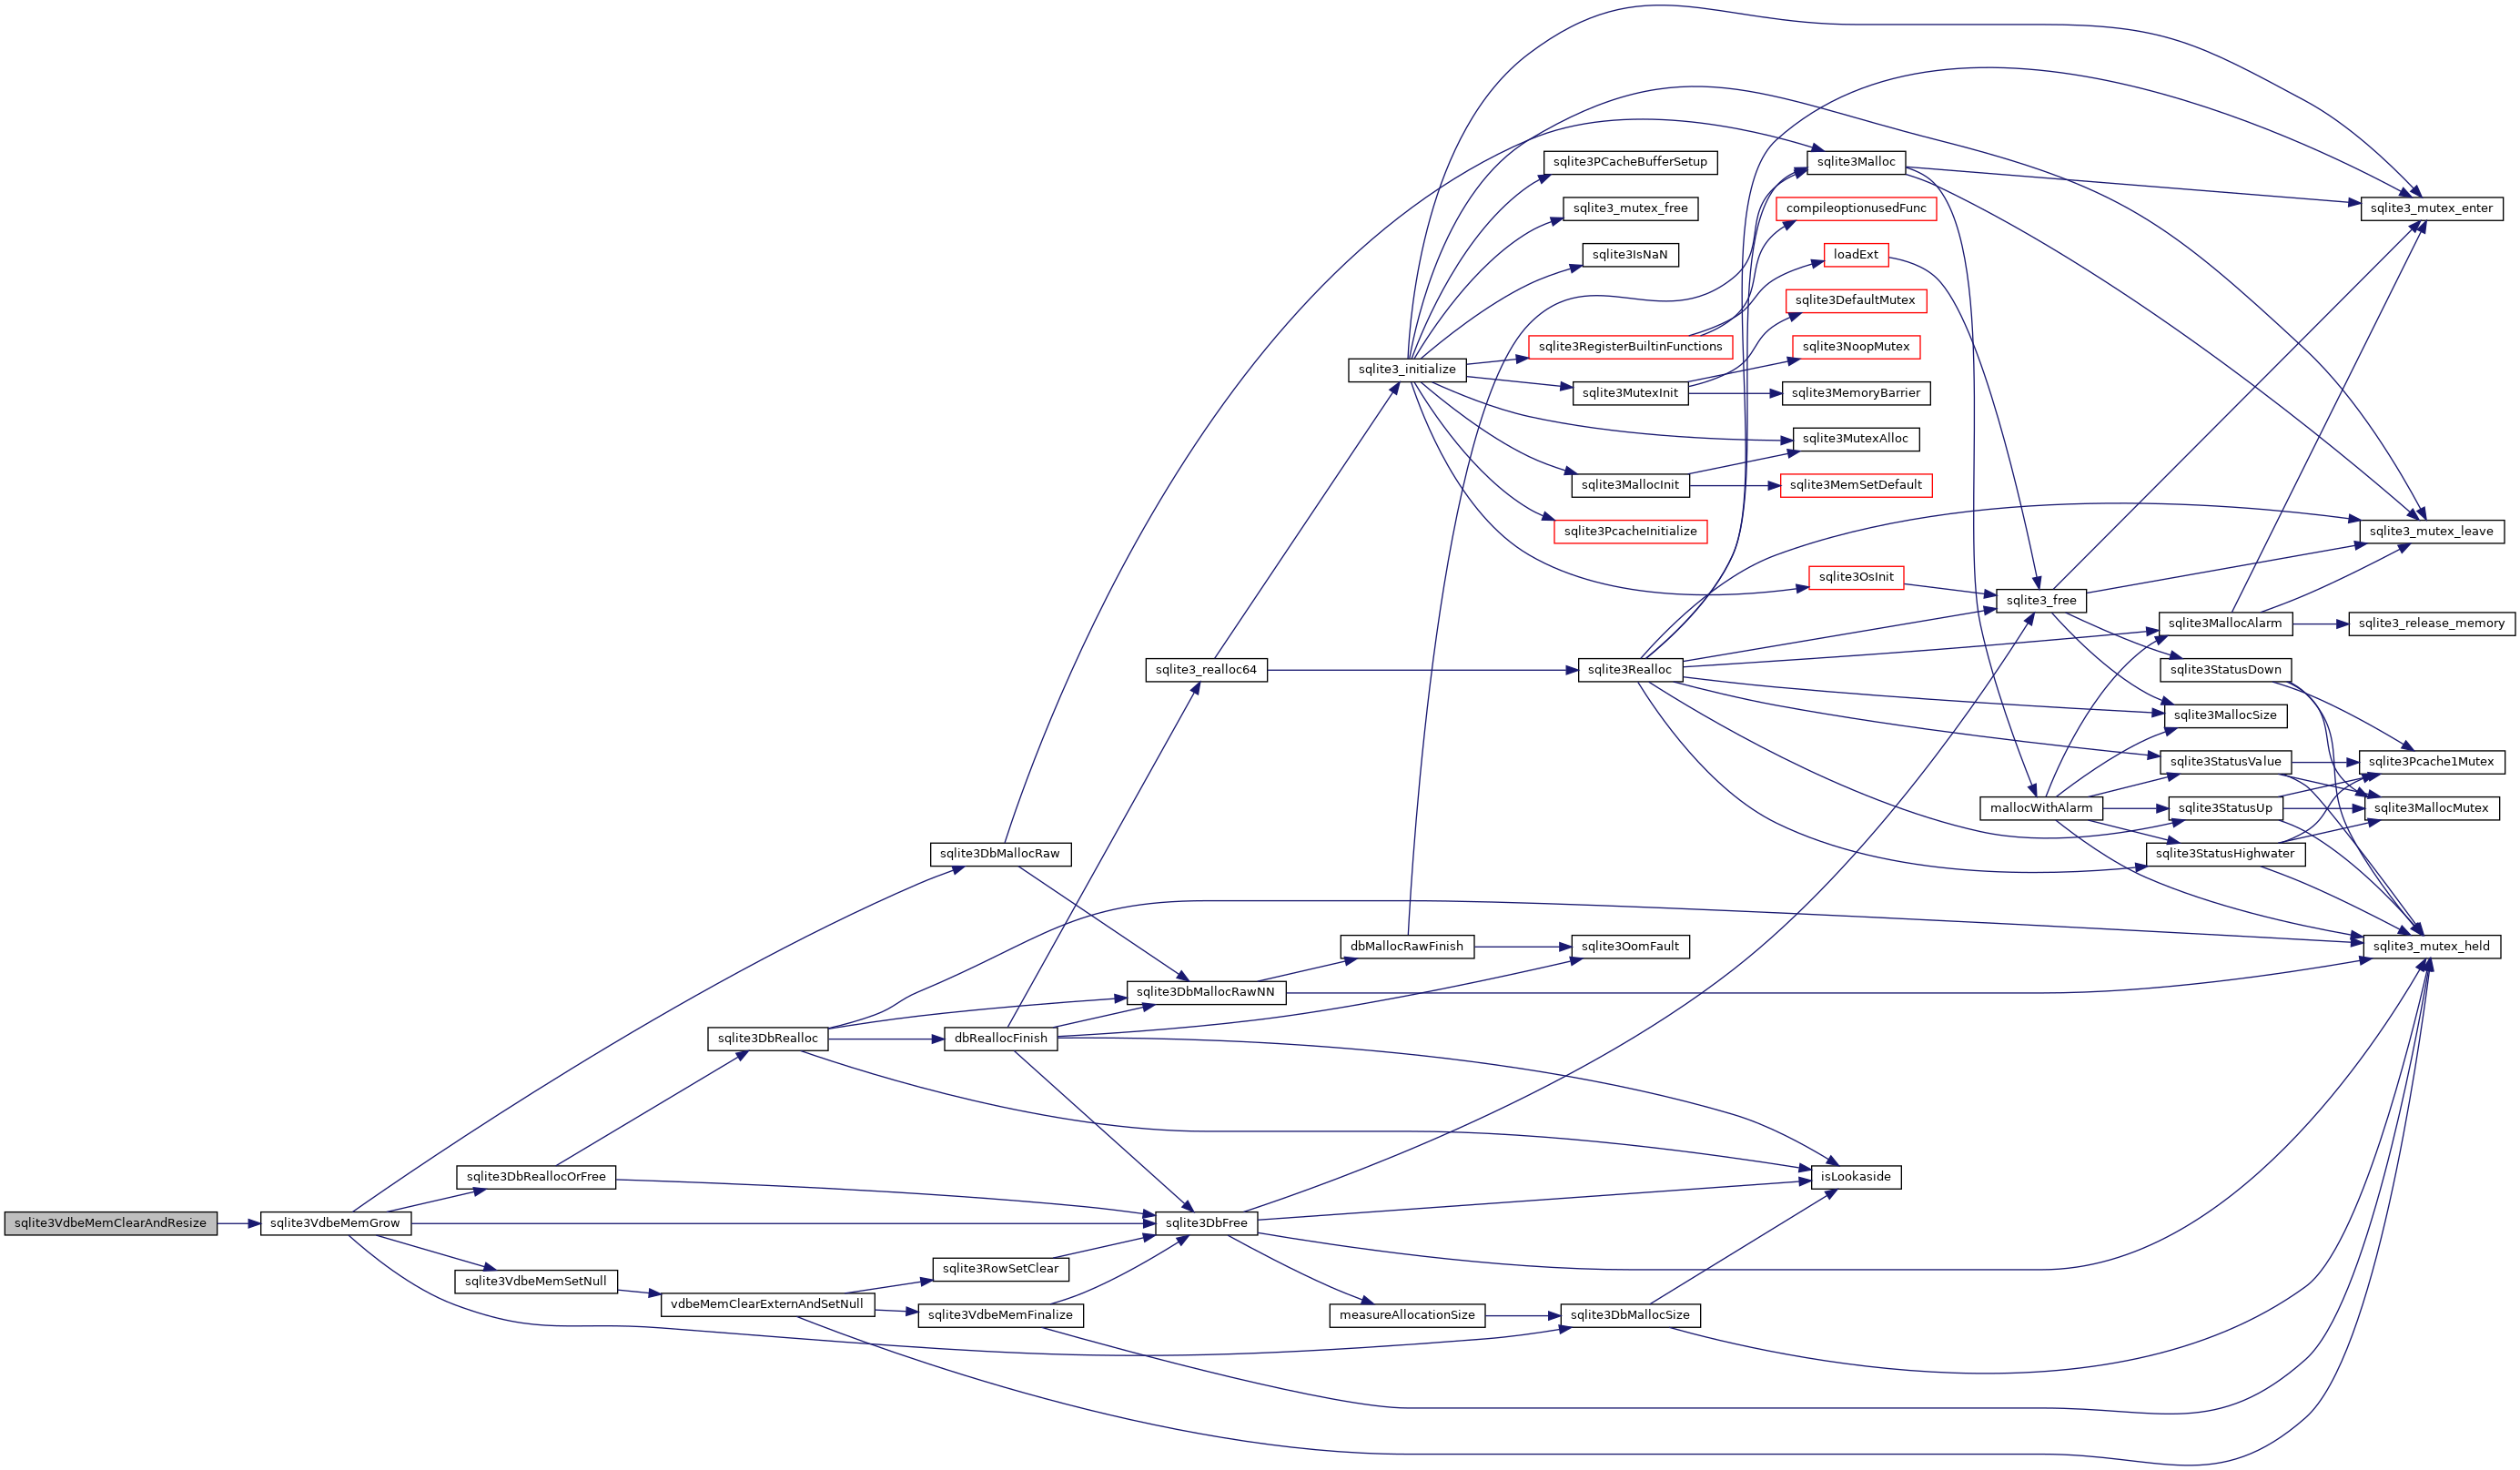 sqlite3PCacheBufferSetup
sqlite3Malloc
sqlite3_mutex_free
compileoptionusedFunc
sqlite3_mutex_enter
sqlite3IsNaN
loadExt
sqlite3DefaultMutex
sqlite3RegisterBuiltinFunctions
sqlite3NoopMutex
sqlite3_initialize
sqlite3MutexInit
sqlite3MemoryBarrier
sqlite3MutexAlloc
sqlite3MallocInit
sqlite3MemSetDefault
sqlite3PcacheInitialize
sqlite3_mutex_leave
sqlite3OsInit
sqlite3_free
sqlite3MallocAlarm
sqlite3_release_memory
sqlite3_realloc64
sqlite3Realloc
sqlite3StatusDown
sqlite3MallocSize
sqlite3StatusValue
sqlite3Pcache1Mutex
mallocWithAlarm
sqlite3StatusUp
sqlite3MallocMutex
sqlite3DbMallocRaw
sqlite3StatusHighwater
dbMallocRawFinish
sqlite3OomFault
sqlite3_mutex_held
sqlite3DbMallocRawNN
sqlite3DbRealloc
dbReallocFinish
sqlite3DbReallocOrFree
isLookaside
sqlite3VdbeMemClearAndResize
sqlite3VdbeMemGrow
sqlite3DbFree
sqlite3RowSetClear
sqlite3VdbeMemSetNull
vdbeMemClearExternAndSetNull
sqlite3VdbeMemFinalize
measureAllocationSize
sqlite3DbMallocSize